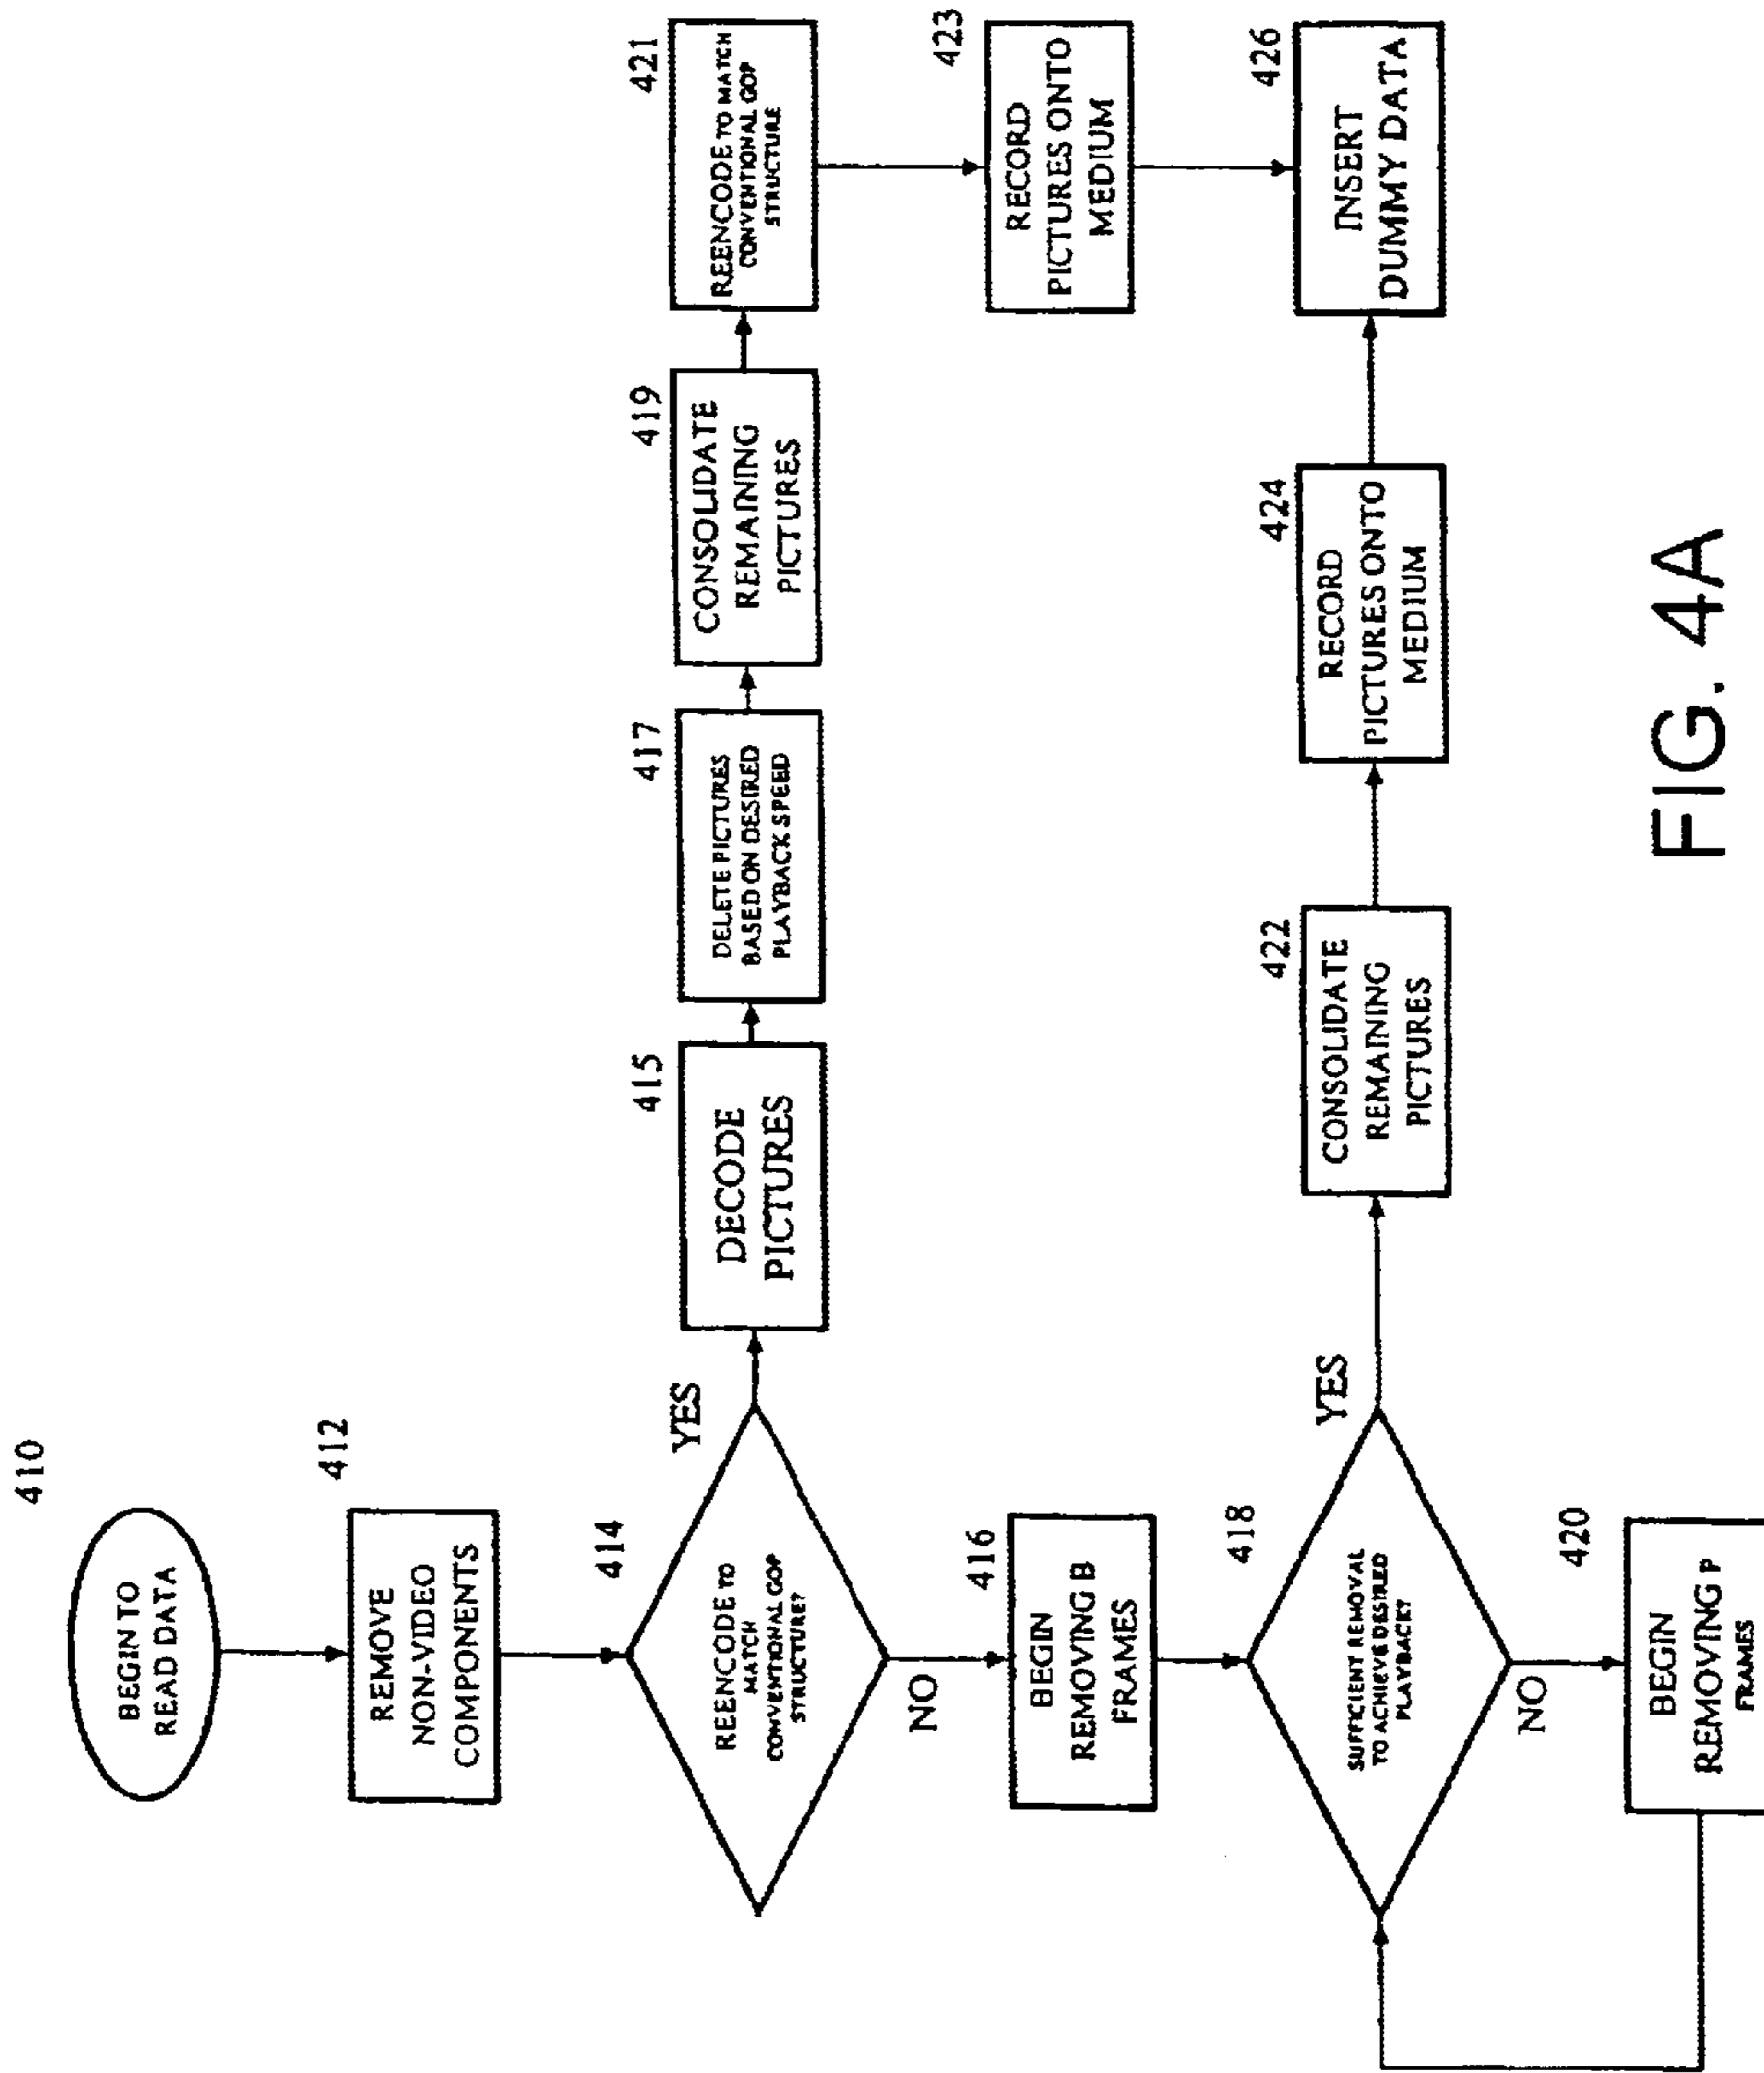 410
BEGIN TO
READ DATA
412
REMOVE
NON-VIDEO
COMPONENTS
414
REENCODE TO
MATCH
CONVENTIONAL GOP
STRUCTURE?
YES
NO
415
DECODE
PICTURES
417
DELETE PICTURES
BASED ON DESIRED
PLAYBACK SPEED
419
CONSOLIDATE
REMAINING
PICTURES
421
REENCODE TO MATCH
CONVENTIONAL GOP
STRUCTURE
423
RECORD
PICTURES ONTO
MEDIUM
416
BEGIN
REMOVING B
FRAMES
418
SUFFICIENT REMOVAL
TO ACHIEVE DESIRED
PLAYBACK?
YES
NO
420
BEGIN
REMOVING P
FRAMES
422
CONSOLIDATE
REMAINING
PICTURES
424
RECORD
PICTURES ONTO
MEDIUM
426
INSERT
DUMMY DATA
FIG. 4A